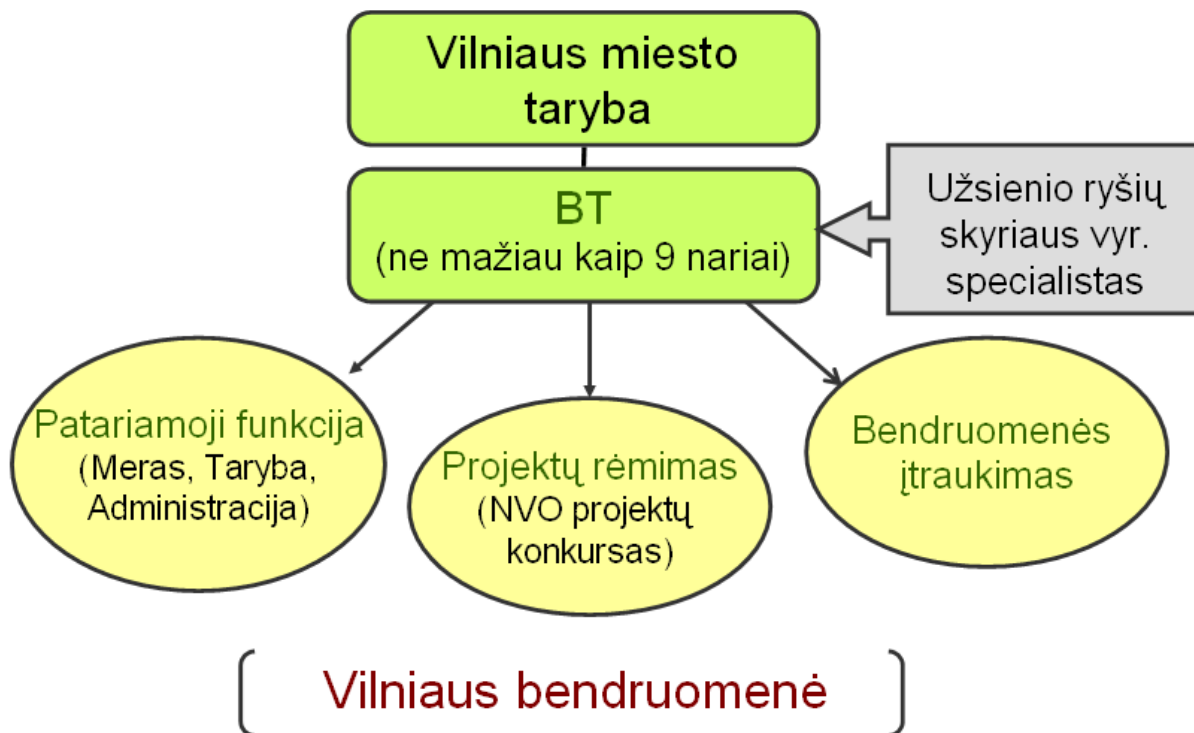 Vilniaus miesto
taryba
BT
(ne mažiau kaip 9 nariai)
Užsienio ryšių
skyriaus vyr.
specialistas
Patariamoji funkcija
(Meras, Taryba,
Administracija)
Projektų rėmimas
(NVO projektų
konkursas)
Bendruomenės
įtraukimas
Vilniaus bendruomenė